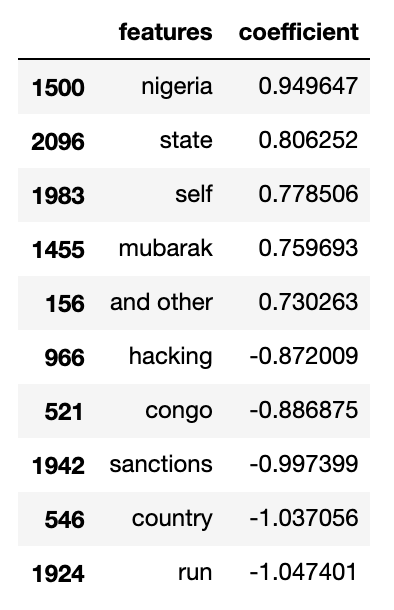 features coefficient
1500 nigeria 0.949647
2096 state 0.806252
1983 self 0.778506
1455 mubarak 0.759693
156 and other 0.730263
966 hacking -0.872009
521 congo -0.886875
1942 sanctions -0.997399
546 country -1.037056
1924 run -1.047401